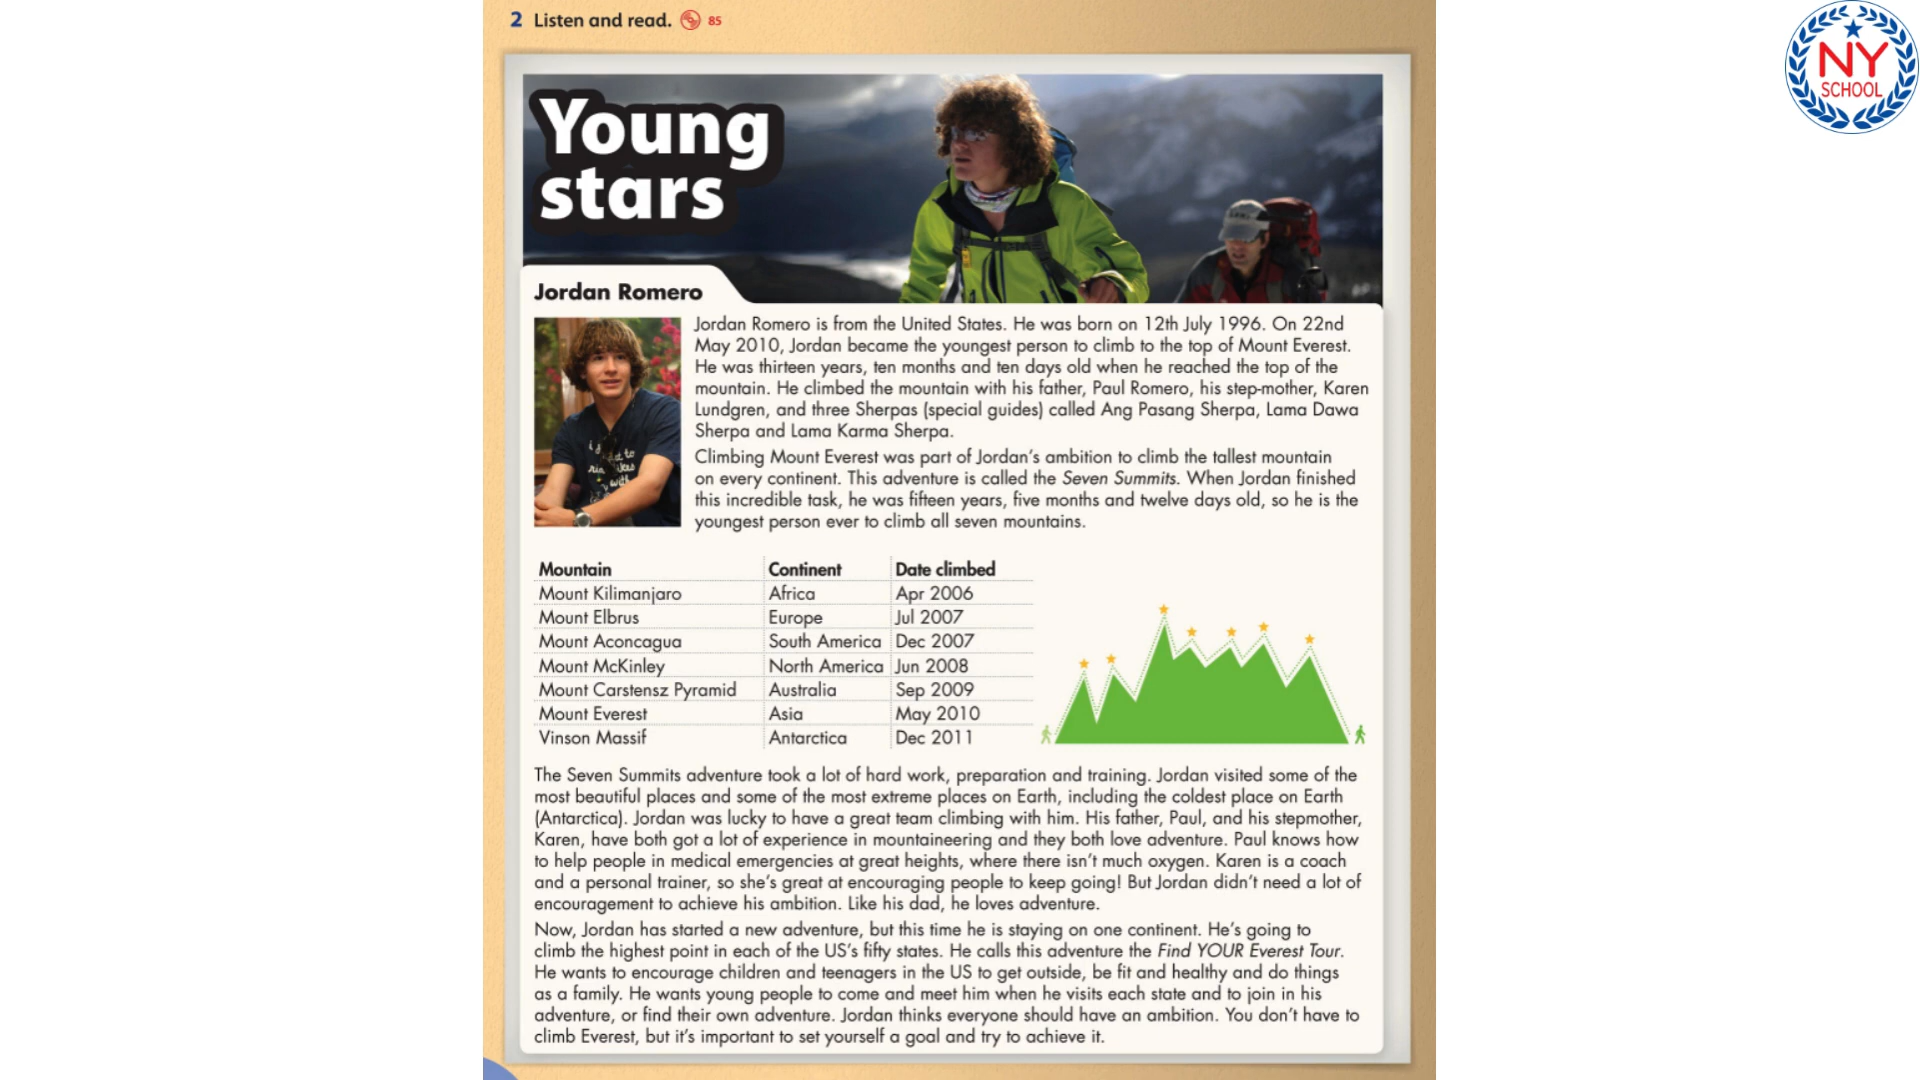 2 Listen and read. 85
NY
SCHOOL
Young
stars
Jordan Romero
Jordan Romero is from the United States. He was born on 12th July 1996. On 22nd
May 2010, Jordan became the youngest person to climb to the top of Mount Everest.
He was thirteen years, ten months and ten days old when he reached the top of the
mountain. He climbed the mountain with his father, Paul Romero, his step-mother, Karen
Lundgren, and three Sherpas (special guides) called Ang Pasang Sherpa, Lama Dawa
Sherpa and Lama Karma Sherpa.
Climbing Mount Everest was part of Jordan's ambition to climb the tallest mountain
on every continent. This adventure is called the Seven Summits. When Jordan finished
this incredible task, he was fifteen years, five months and twelve days old, so he is the
youngest person ever to climb all seven mountains.
Mountain Continent Date climbed
Mount Kilimanjaro Africa Apr 2006
Mount Elbrus Europe Jul 2007
Mount Aconcagua South America Dec 2007
Mount McKinley North America Jun 2008
Mount Carstensz Pyramid Australia Sep 2009
Mount Everest Asia May 2010
Vinson Massif Antarctica Dec 2011
The Seven Summits adventure took a lot of hard work, preparation and training. Jordan visited some of the
most beautiful places and some of the most extreme places on Earth, including the coldest place on Earth
(Antarctica). Jordan was lucky to have a great team climbing with him. His father, Paul, and his stepmother,
Karen, have both got a lot of experience in mountaineering and they both love adventure. Paul knows how
to help people in medical emergencies at great heights, where there isn't much oxygen. Karen is a coach
and a personal trainer, so she's great at encouraging people to keep going! But Jordan didn't need a lot of
encouragement to achieve his ambition. Like his dad, he loves adventure.
Now, Jordan has started a new adventure, but this time he is staying on one continent. He's going to
climb the highest point in each of the US's fifty states. He calls this adventure the Find YOUR Everest Tour.
He wants to encourage children and teenagers in the US to get outside, be fit and healthy and do things
as a family. He wants young people to come and meet him when he visits each state and to join in his
adventure, or find their own adventure. Jordan thinks everyone should have an ambition. You don't have to
climb Everest, but it's important to set yourself a goal and try to achieve it.